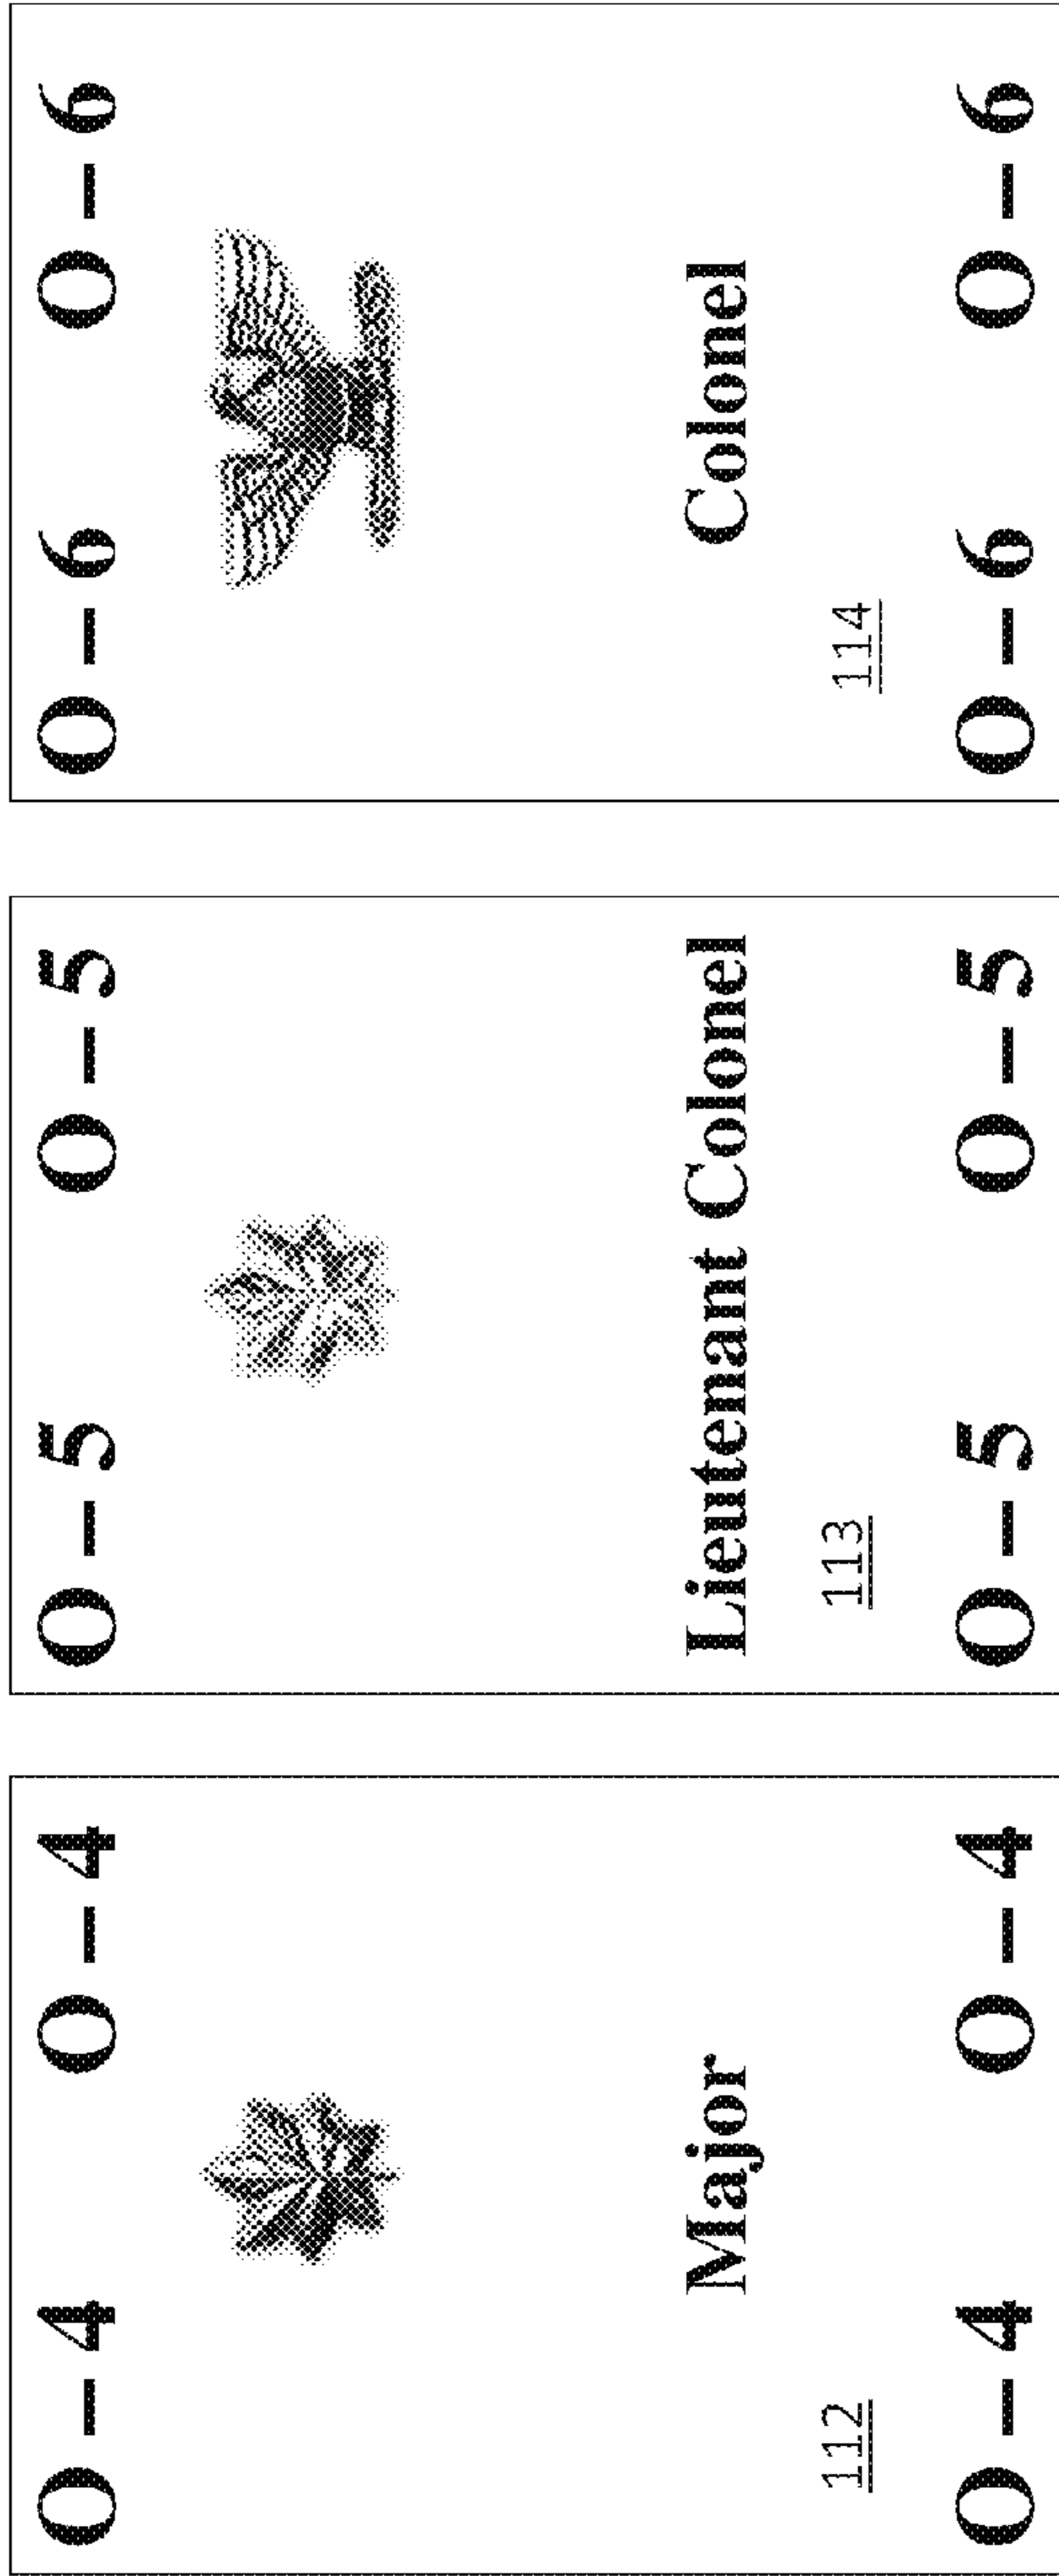 O – 4 O – 4
Major
112
O – 4 O – 4
O – 5 O – 5
Lieutenant Colonel
113
O – 5 O – 5
O – 6 O – 6
Colonel
114
O – 6 O – 6